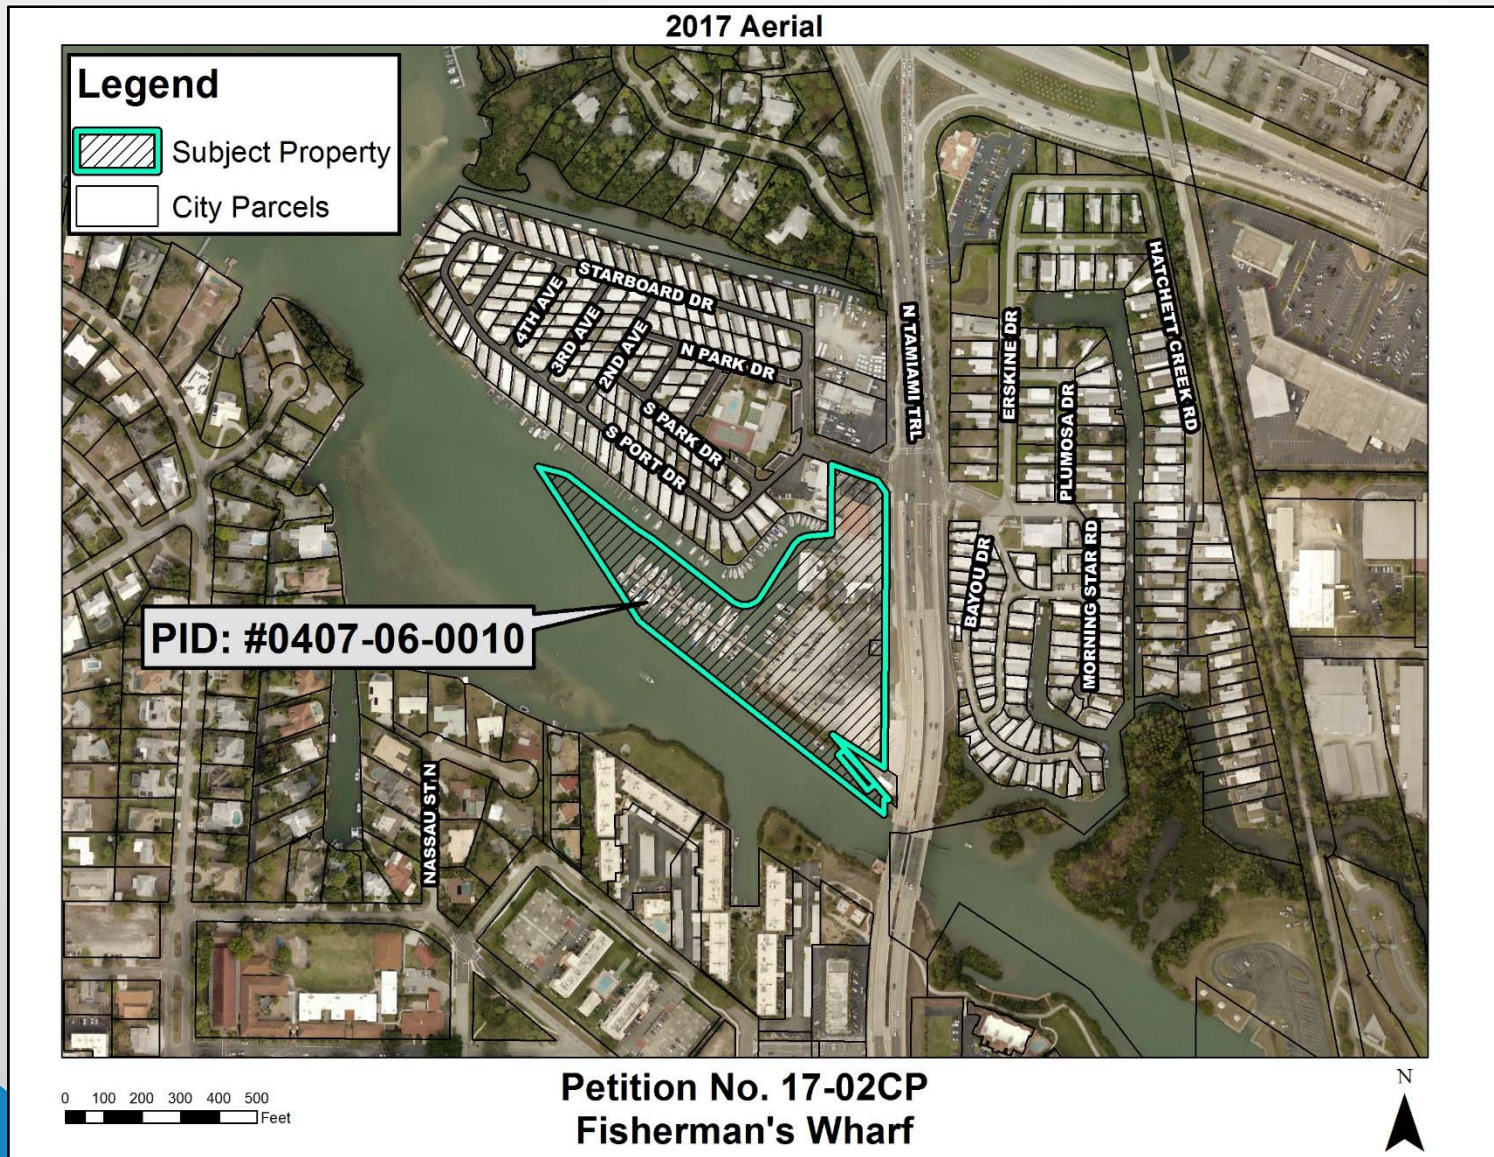 2017 Aerial
Legend
Subject Property
City Parcels
STARBOARD DR
4TH AVE
3RD AVE
2ND AVE
N PARK DR
S PARK DR
S PORT DR
N TAMIAMI TRL
ERSKINE DR
PLUMOSA DR
HATCHETT CREEK RD
BAYOU DR
MORNING STAR RD
PID: #0407-06-0010
NASSAU ST N
0 100 200 300 400 500
Feet
Petition No. 17-02CP
Fisherman's Wharf
N